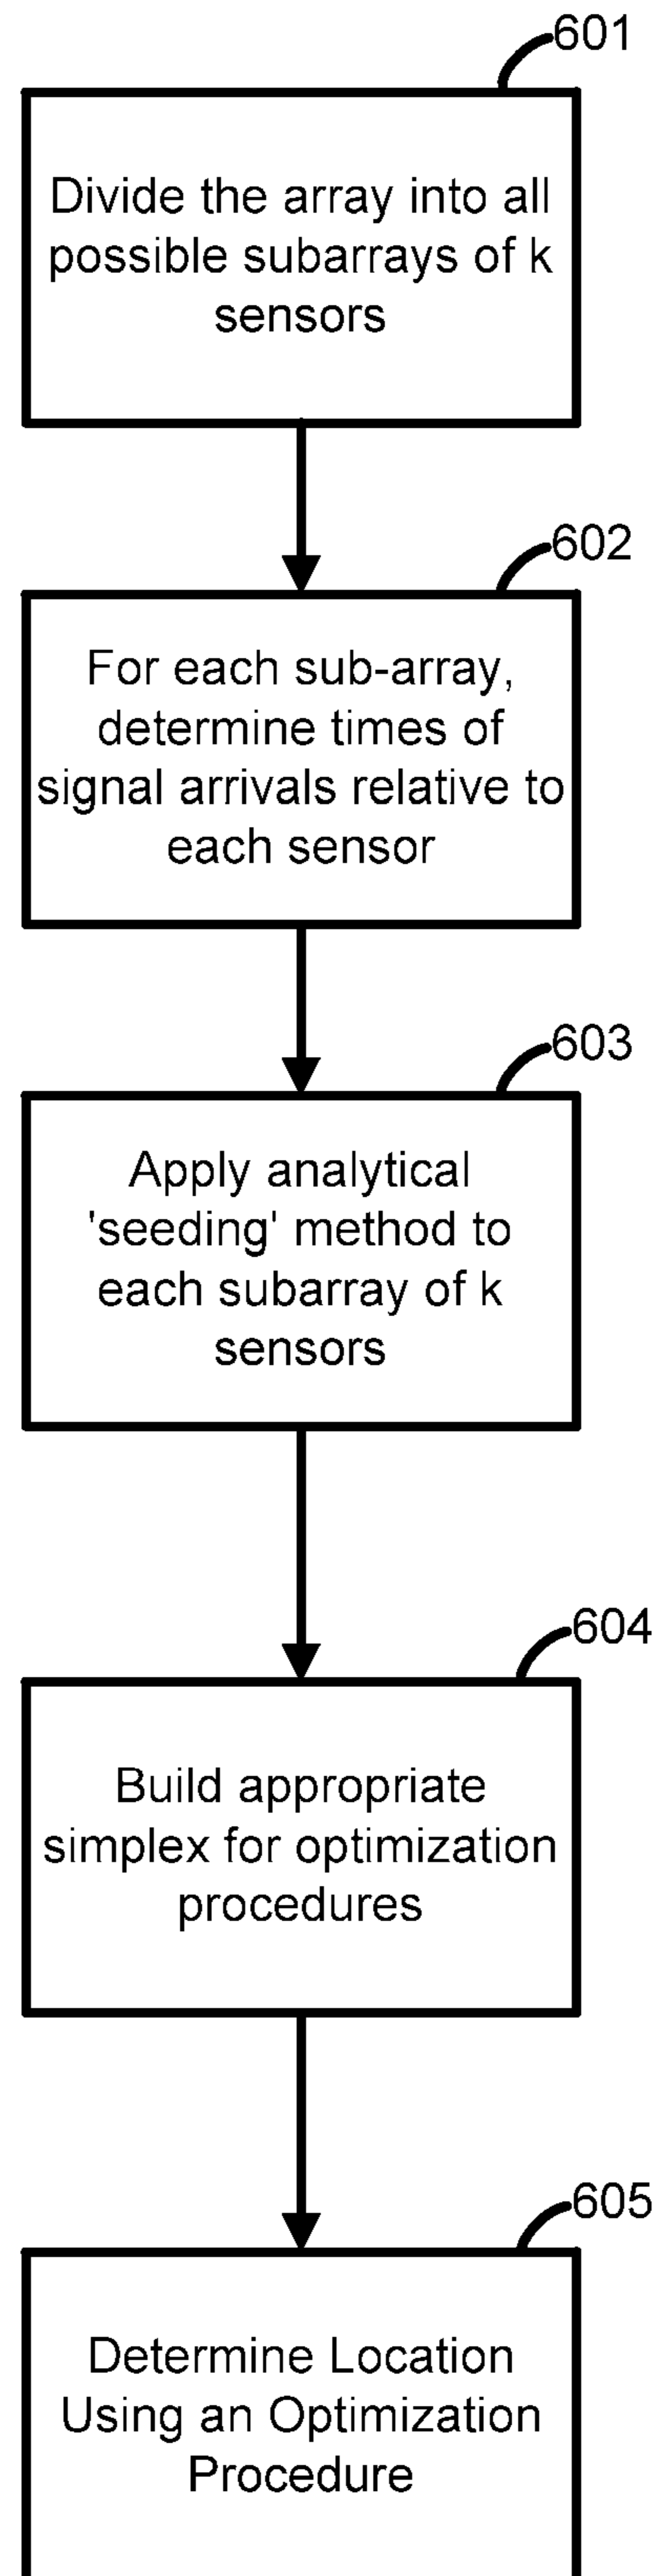 601
Divide the array into all
possible subarrays of k
sensors
602
For each sub-array,
determine times of
signal arrivals relative to
each sensor
603
Apply analytical
'seeding' method to
each subarray of k
sensors
604
Build appropriate
simplex for optimization
procedures
605
Determine Location
Using an Optimization
Procedure